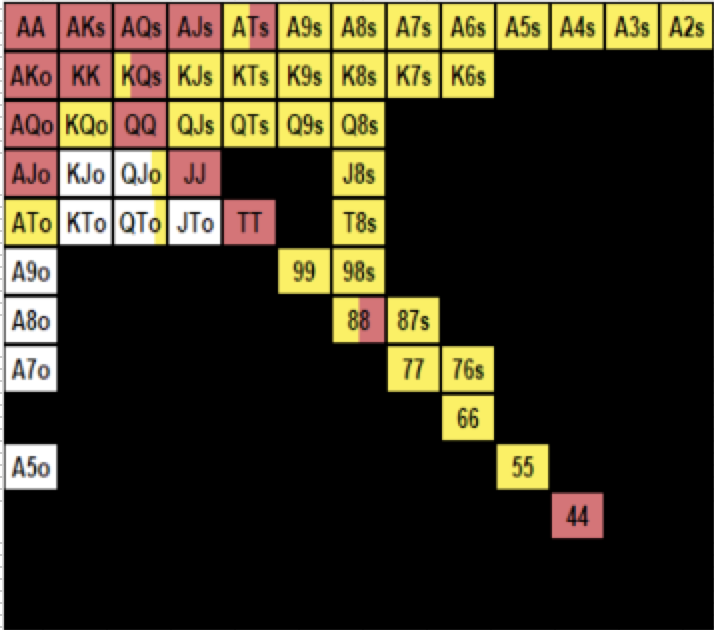 AA AKs AQs AJs ATs A9s A8s A7s A6s A5s A4s A3s A2s
AKo KK KQs KJs KTs K9s K8s K7s K6s
AQo KQo QQ QJs QTs Q9s Q8s
AJo KJo QJo JJ J8s
ATo KTo QTo JTo TT T8s
A9o 99 98s
A8o 88 87s
A7o 77 76s
66
A5o 55
44